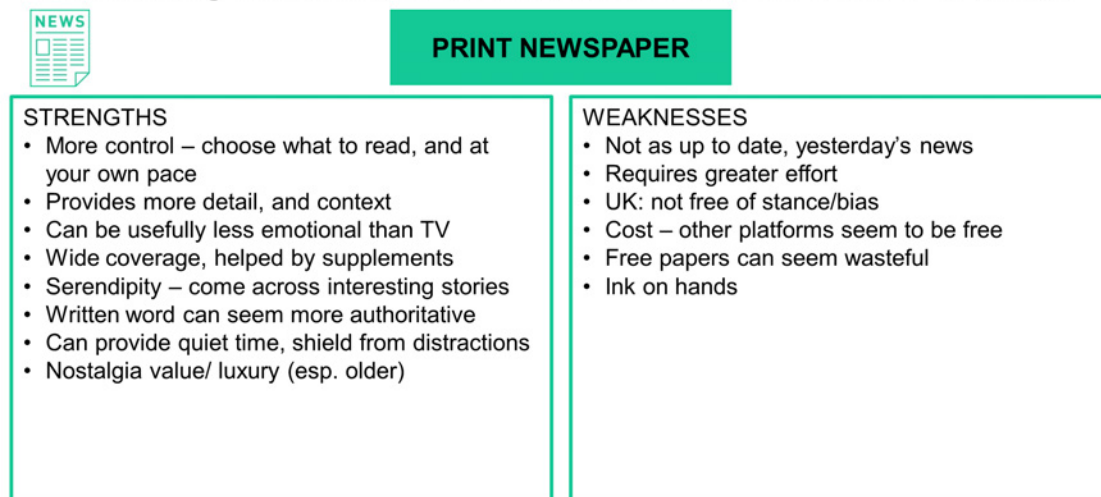 NEWS
PRINT NEWSPAPER
STRENGTHS
• More control – choose what to read, and at
your own pace
• Provides more detail, and context
• Can be usefully less emotional than TV
• Wide coverage, helped by supplements
• Serendipity – come across interesting stories
• Written word can seem more authoritative
• Can provide quiet time, shield from distractions
• Nostalgia value/ luxury (esp. older)
WEAKNESSES
• Not as up to date, yesterday’s news
• Requires greater effort
• UK: not free of stance/bias
• Cost – other platforms seem to be free
• Free papers can seem wasteful
• Ink on hands